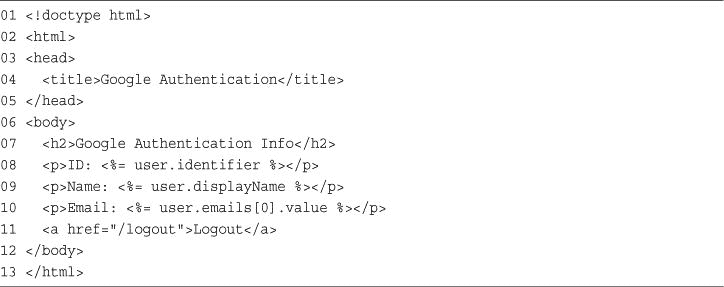 01 <!doctype html>
02 <html>
03 <head>
04   <title>Google Authentication</title>
05 </head>
06 <body>
07   <h2>Google Authentication Info</h2>
08   <p>ID: <%= user.identifier %></p>
09   <p>Name: <%= user.displayName %></p>
10   <p>Email: <%= user.emails[0].value %></p>
11   <a href="/logout">Logout</a>
12 </body>
13 </html>